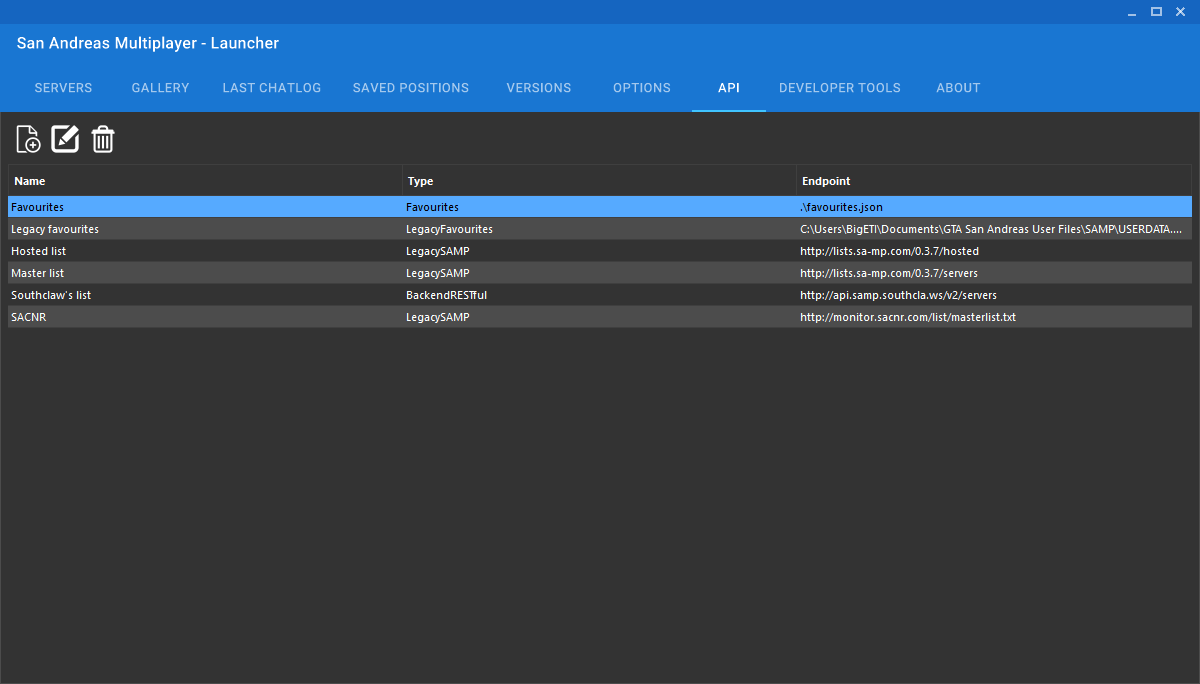 San Andreas Multiplayer - Launcher
SERVERS GALLERY LAST CHATLOG SAVED POSITIONS VERSIONS OPTIONS API DEVELOPER TOOLS ABOUT
Name Type Endpoint
Favourites Favourites .\favourites.json
Legacy favourites LegacyFavourites C:\Users\BigETI\Documents\GTA San Andreas User Files\SAMP\USERDATA....
Hosted list LegacySAMP http://lists.sa-mp.com/0.3.7/hosted
Master list LegacySAMP http://lists.sa-mp.com/0.3.7/servers
Southclaw's list BackendRESTful http://api.samp.southcla.ws/v2/servers
SACNR LegacySAMP http://monitor.sacnr.com/list/masterlist.txt